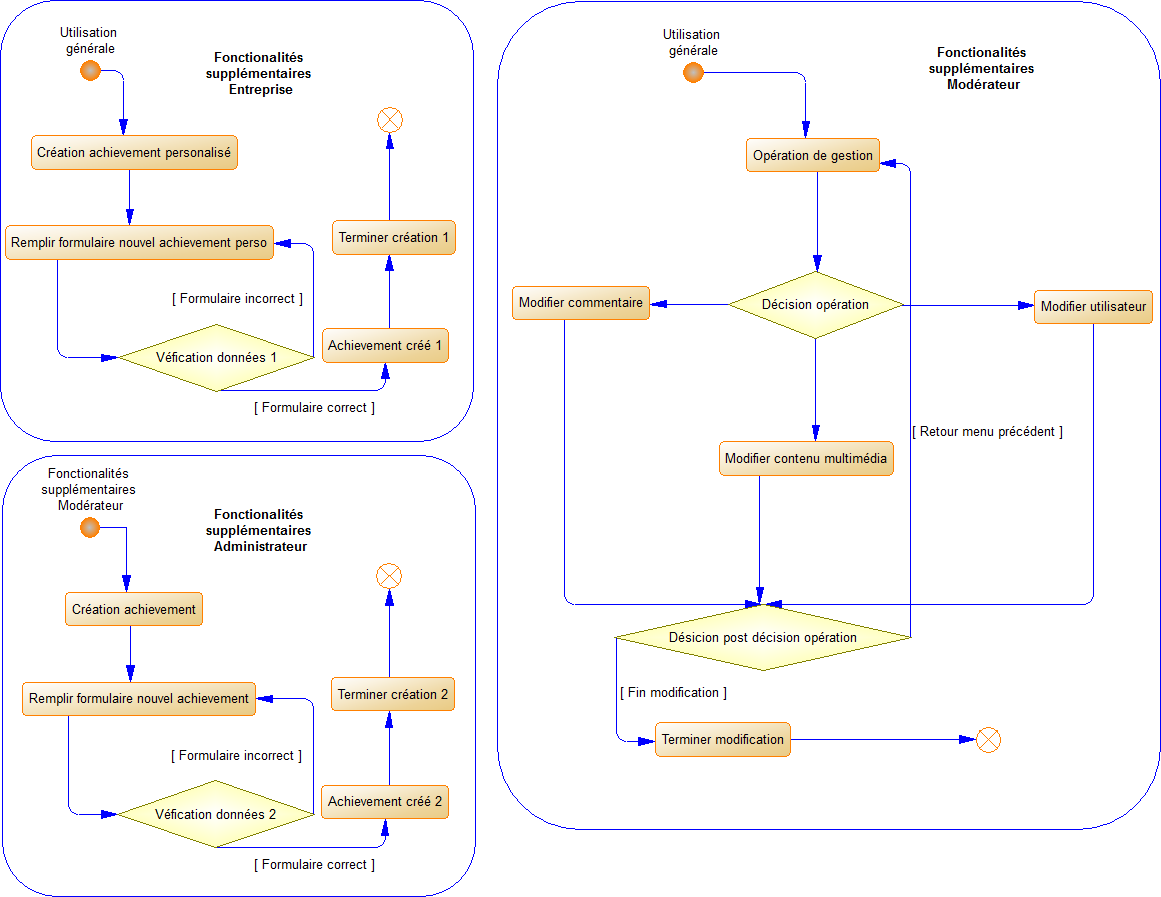 Utilisation
générale
Fonctionalités
supplémentaires
Entreprise
Création achievement personalisé
Remplir formulaire nouvel achievement perso
Terminer création 1
[ Formulaire incorrect ]
Véfication données 1
Achievement créé 1
[ Formulaire correct ]
Fonctionalités
supplémentaires
Modérateur
Fonctionalités
supplémentaires
Administrateur
Création achievement
Remplir formulaire nouvel achievement
Terminer création 2
[ Formulaire incorrect ]
Véfication données 2
Achievement créé 2
[ Formulaire correct ]
Utilisation
générale
Fonctionalités
supplémentaires
Modérateur
Opération de gestion
Modifier commentaire
Décision opération
Modifier utilisateur
[ Retour menu précédent ]
Modifier contenu multimédia
Désicion post décision opération
[ Fin modification ]
Terminer modification